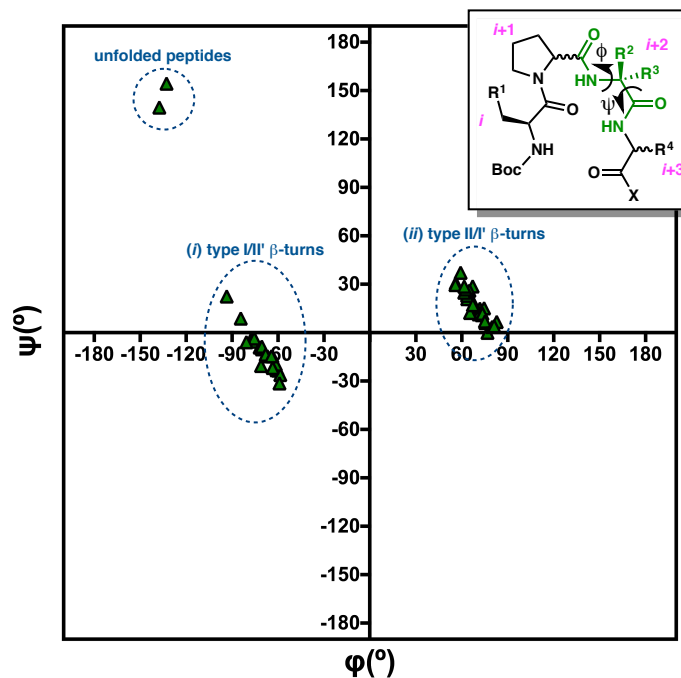 180
150
120
90
60
30
-30
-60
-90
-120
-150
-180
-180 -150 -120 -90 -60 -30
30 60 90 120 150 180
Ψ(º)
φ(º)
unfolded peptides
(i) type I/II' β-turns
(ii) type II/I' β-turns
i+1
i+2
O
R²
R³
ϕ
NH
N
R¹
O
ψ
O
i
HN
NH
R⁴
Boc
O
i+3
X